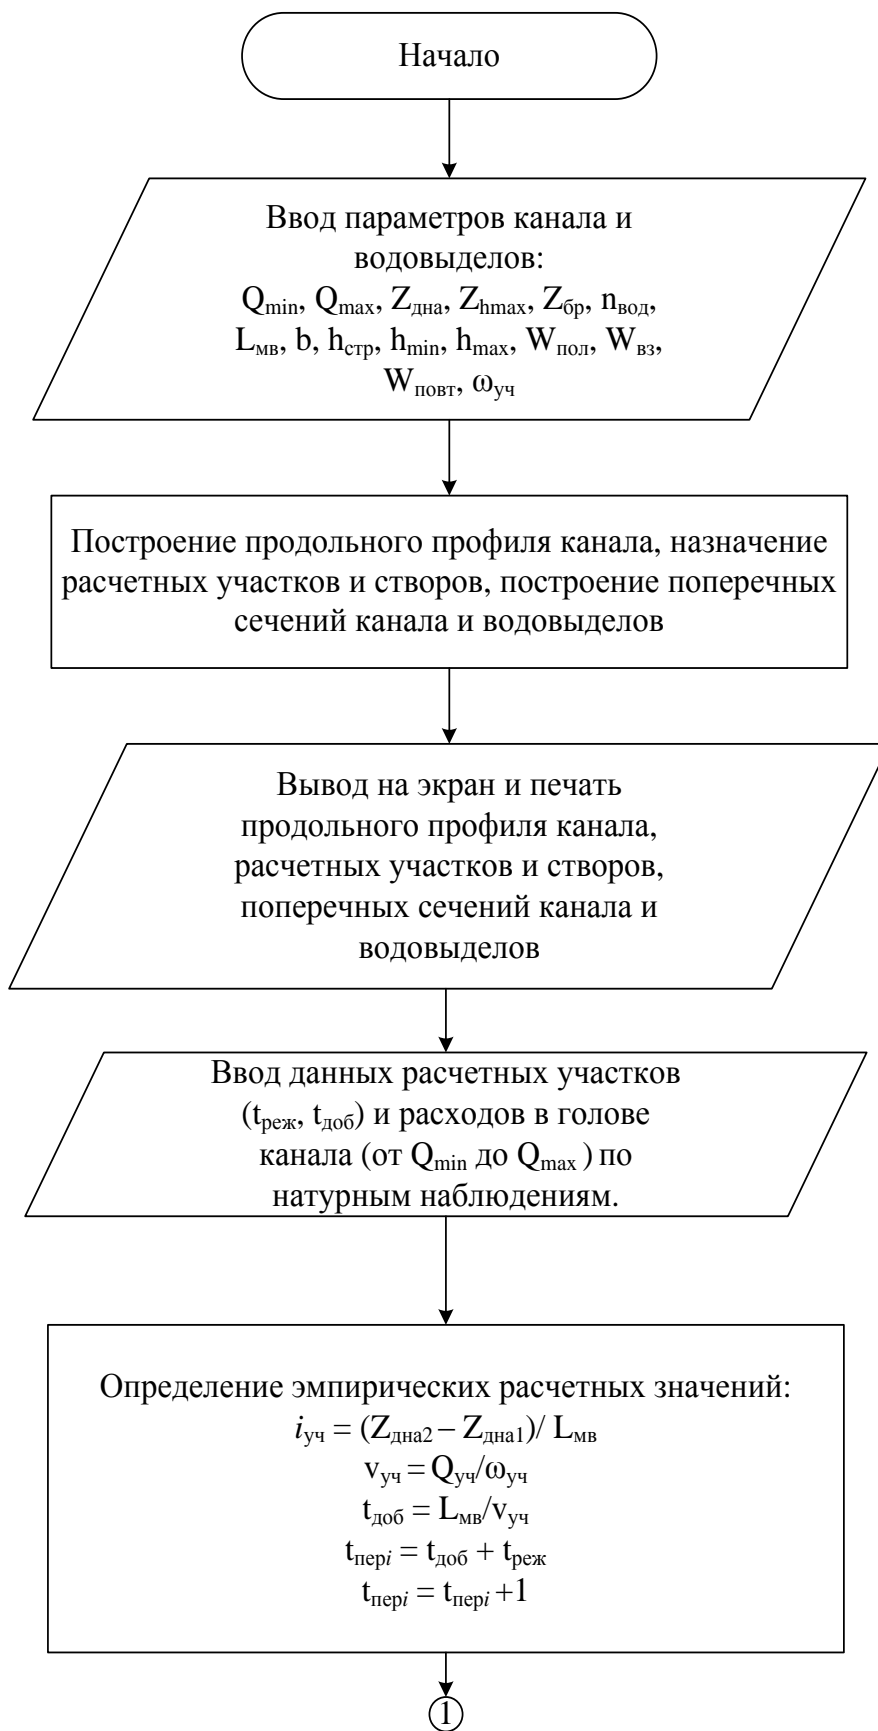 Начало
Ввод параметров канала и
водовыделов:
Qmin, Qmax, Zдна, Zhmax, Zбр, nвод,
Lмв, b, hстр, hmin, hmax, Wпол, Wвз,
Wповт, ωуч
Построение продольного профиля канала, назначение
расчетных участков и створов, построение поперечных
сечений канала и водовыделов
Вывод на экран и печать
продольного профиля канала,
расчетных участков и створов,
поперечных сечений канала и
водовыделов
Ввод данных расчетных участков
(tреж, tдоб) и расходов в голове
канала (от Qmin до Qmax ) по
натурным наблюдениям.
Определение эмпирических расчетных значений:
iуч = (Zдна2 – Zдна1)/ Lмв
vуч = Qуч/ωуч
tдоб = Lмв/vуч
tперi = tдоб + tреж
tперi = tперi +1
1